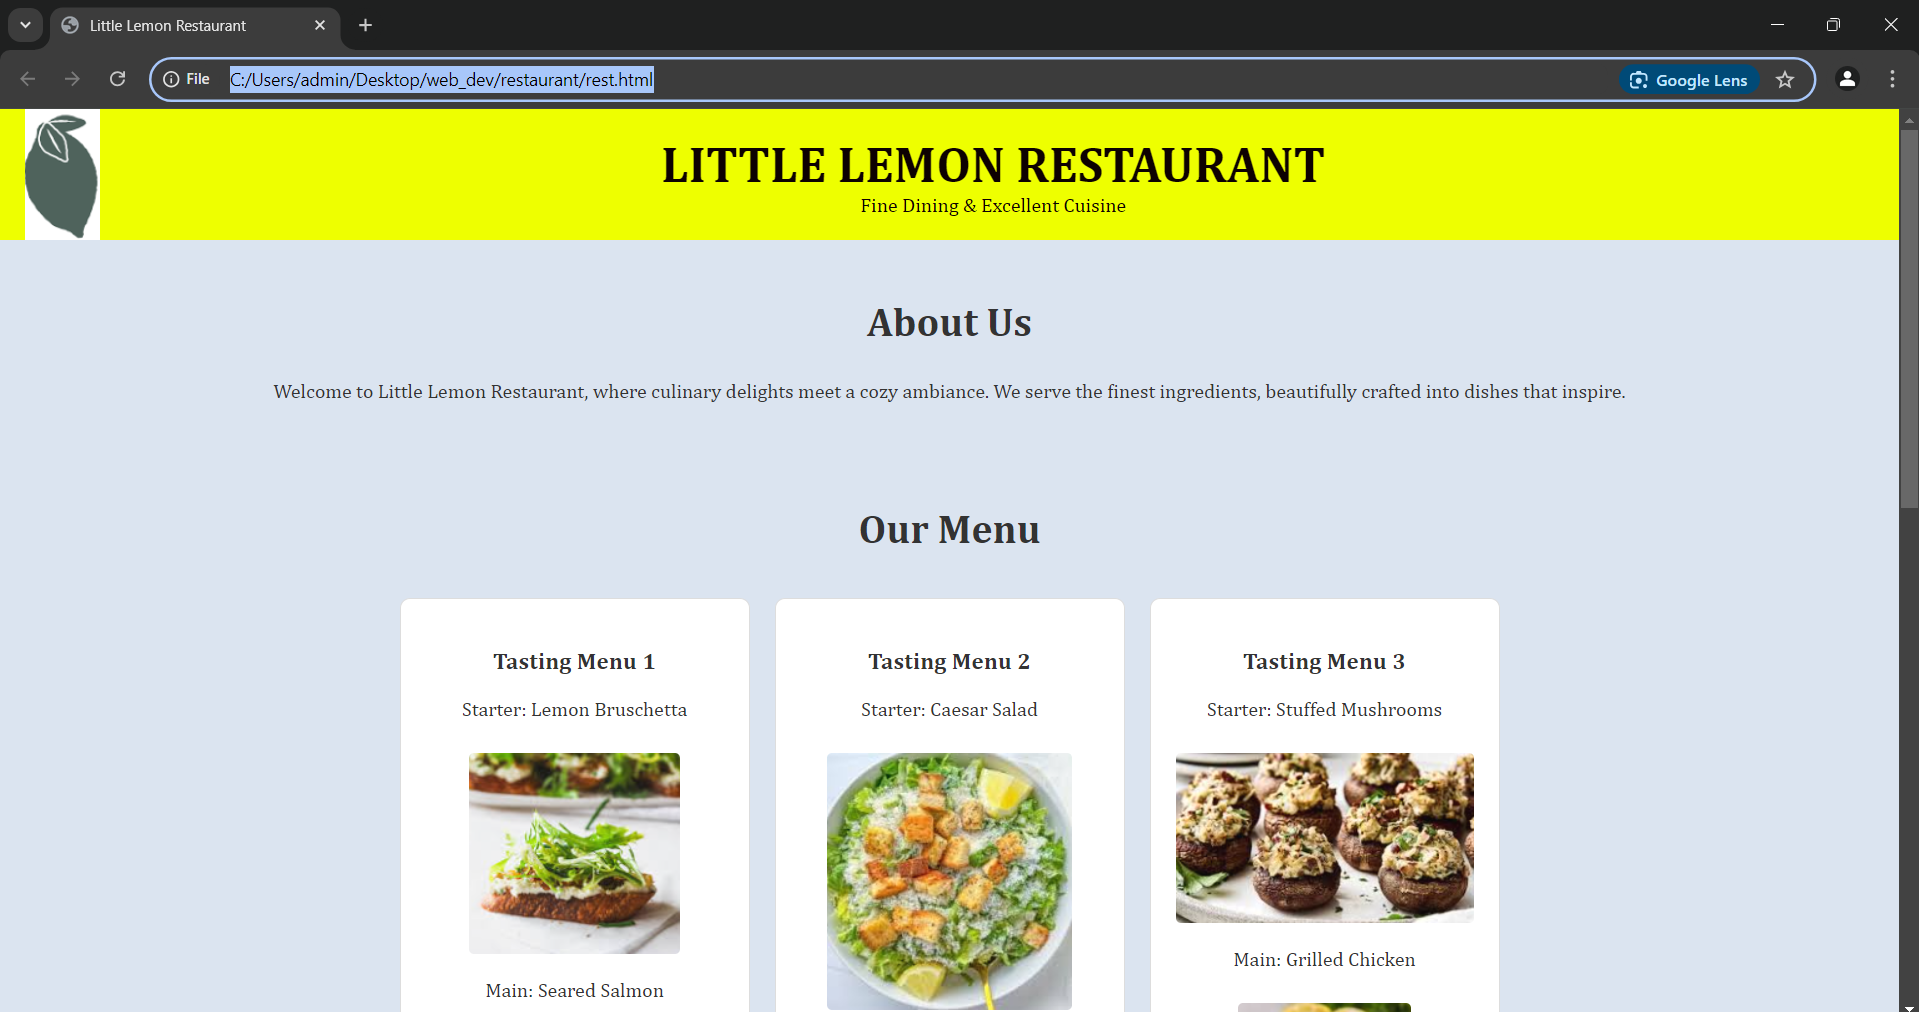 Little Lemon Restaurant
File C:/Users/admin/Desktop/web_dev/restaurant/rest.html Google Lens
LITTLE LEMON RESTAURANT
Fine Dining & Excellent Cuisine
About Us
Welcome to Little Lemon Restaurant, where culinary delights meet a cozy ambiance. We serve the finest ingredients, beautifully crafted into dishes that inspire.
Our Menu
Tasting Menu 1
Starter: Lemon Bruschetta
Main: Seared Salmon
Tasting Menu 2
Starter: Caesar Salad
Tasting Menu 3
Starter: Stuffed Mushrooms
Main: Grilled Chicken